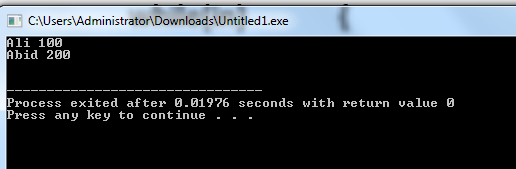 C:\Users\Administrator\Downloads\Untitled1.exe
Ali 100
Abid 200
--------------------------------
Process exited after 0.01976 seconds with return value 0
Press any key to continue . . .